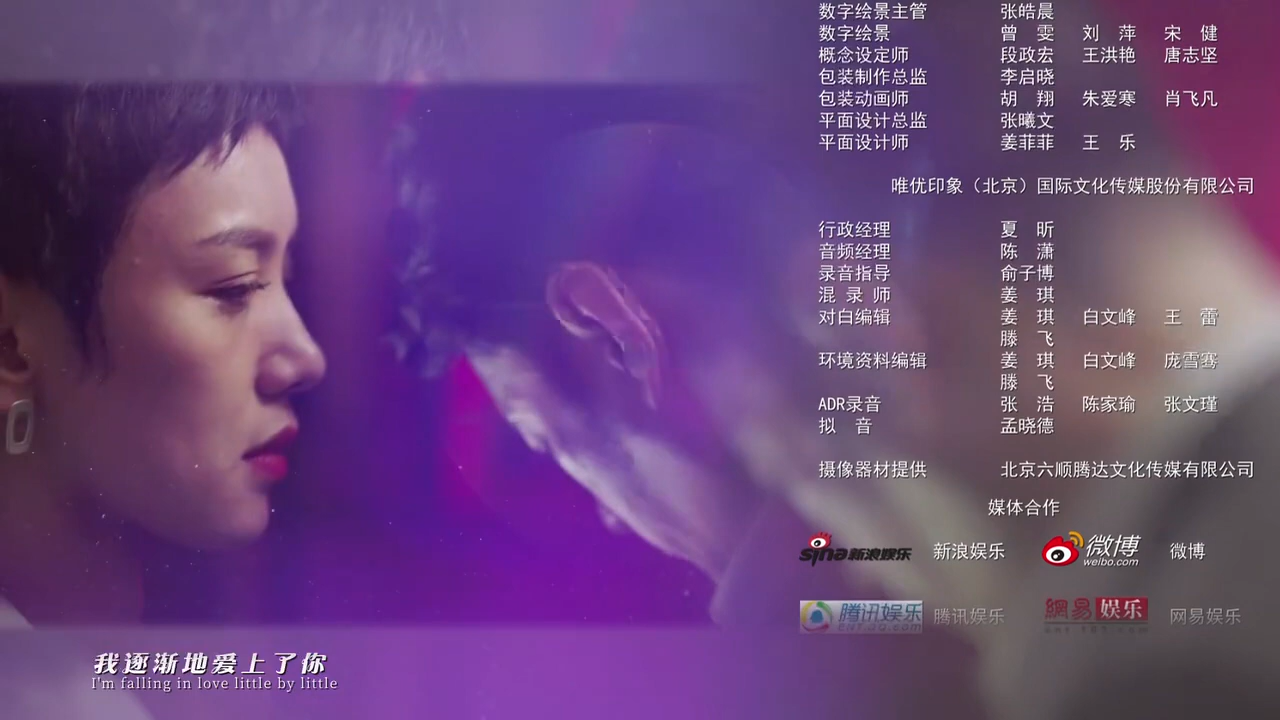 数字绘景主管 张皓晨
数字绘景 曾 雯 刘 萍 宋 健
概念设定师 段政宏 王洪艳 唐志坚
包装制作总监 李启晓
包装动画师 胡 翔 朱爱寒 肖飞凡
平面设计总监 张曦文
平面设计师 姜菲菲 王 乐
唯优印象（北京）国际文化传媒股份有限公司
行政经理 夏 昕
音频经理 陈 潇
录音指导 俞子博
混 录 师 姜 琪
对白编辑 姜 琪 白文峰 王 蕾
滕 飞
环境资料编辑 姜 琪 白文峰 庞雪骞
滕 飞
ADR录音 张 浩 陈家瑜 张文瑾
拟 音 孟晓德
摄像器材提供 北京六顺腾达文化传媒有限公司
媒体合作
sina新浪娱乐 新浪娱乐 微博 weibo.com 微博
腾讯娱乐 ENT.QQ.COM 腾讯娱乐 網易娱乐 ent.163.com 网易娱乐
我逐渐地爱上了你
I'm falling in love little by little